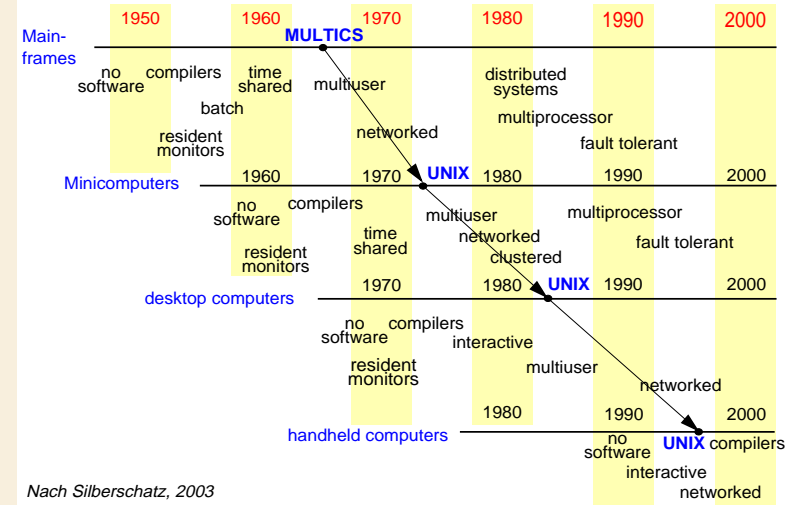 1950 1960 1970 1980 1990 2000
Main-
frames
MULTICS
no
software
compilers
time
shared
multiuser
distributed
systems
batch
multiprocessor
resident
monitors
networked
fault tolerant
Minicomputers
1960 1970 UNIX 1980 1990 2000
no
software
compilers
multiuser
multiprocessor
time
shared
networked
fault tolerant
resident
monitors
clustered
desktop computers
1970 1980 UNIX 1990 2000
no
software
compilers
interactive
resident
monitors
multiuser
networked
handheld computers
1980 1990 2000
no
software
UNIX compilers
interactive
networked
Nach Silberschatz, 2003